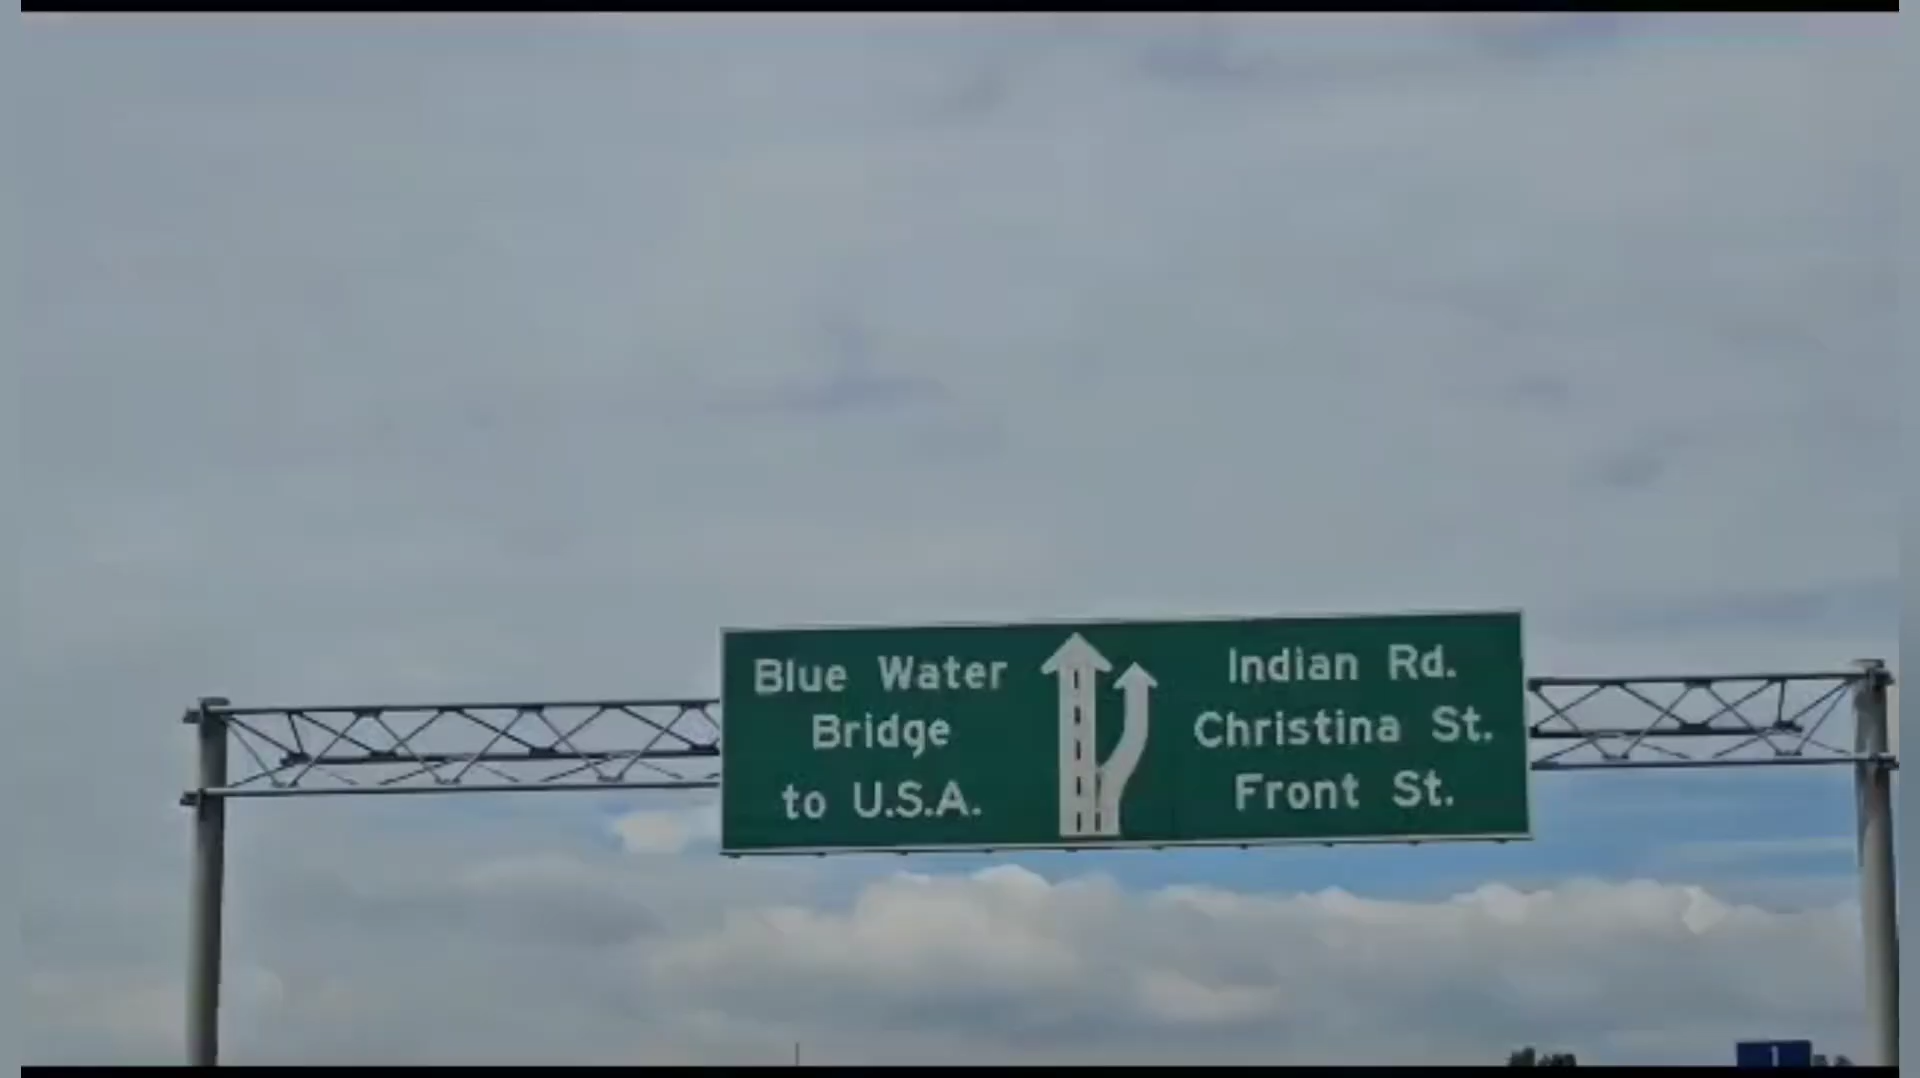 Blue Water
Bridge
to U.S.A.
Indian Rd.
Christina St.
Front St.
1